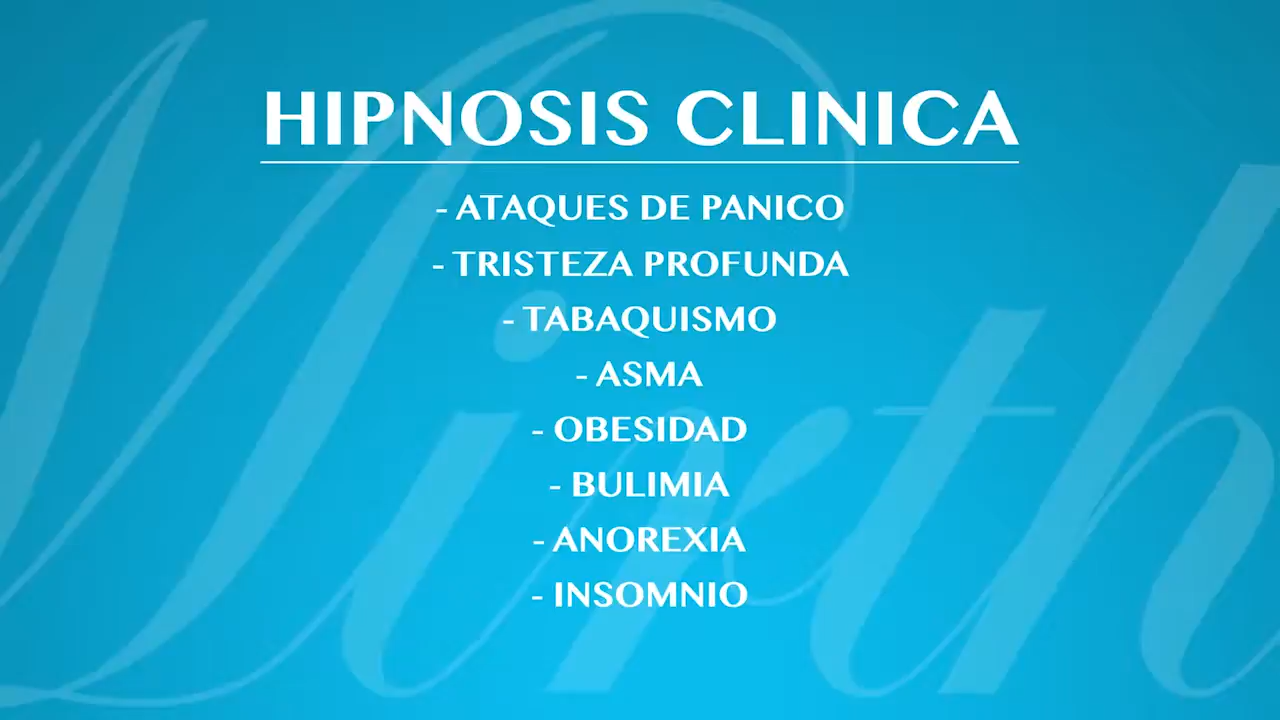 HIPNOSIS CLINICA
- ATAQUES DE PANICO
- TRISTEZA PROFUNDA
- TABAQUISMO
- ASMA
- OBESIDAD
- BULIMIA
- ANOREXIA
- INSOMNIO